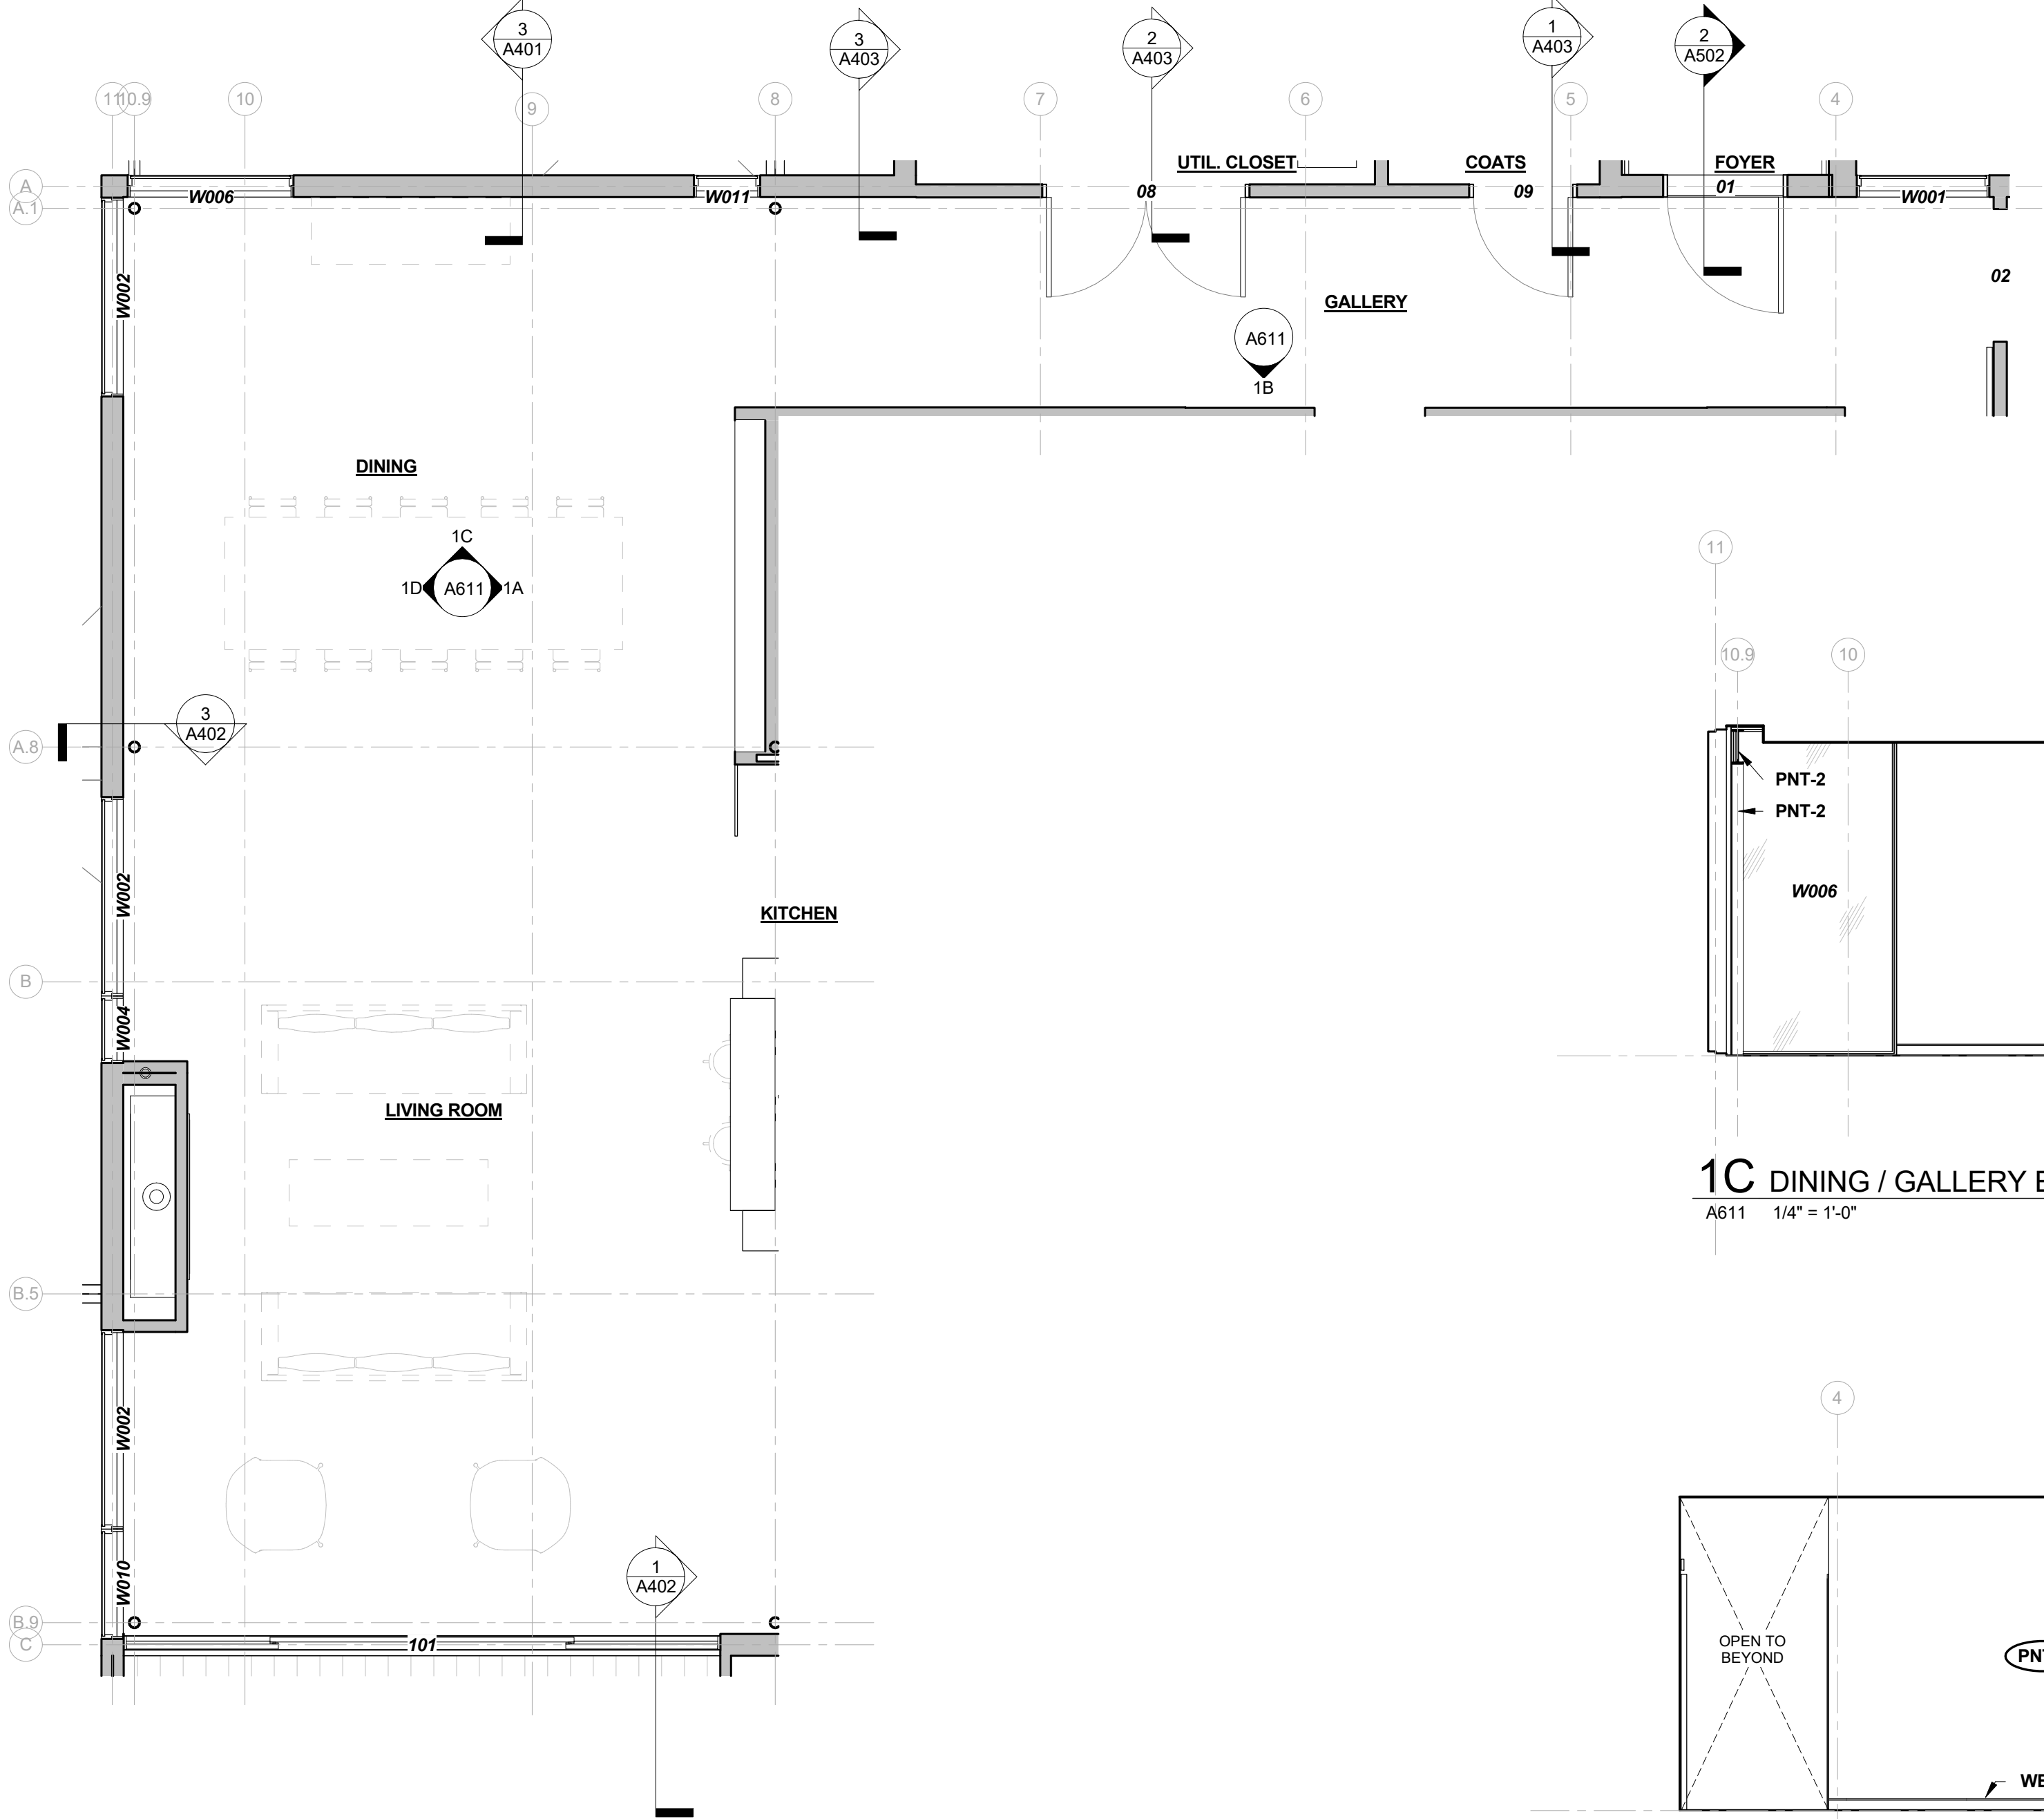 3
A401
3
A403
2
A403
1
A403
2
A502
11
10.9
10
9
8
7
6
5
4
UTIL. CLOSET
COATS
FOYER
A
A.1
W006
W011
08
09
01
W001
W002
02
GALLERY
A611
1B
DINING
1C
1D
A611
1A
3
A402
A.8
W002
KITCHEN
B
W004
LIVING ROOM
B.5
W002
W010
1
A402
B.9
C
101
11
10.9
10
PNT-2
PNT-2
W006
1C DINING / GALLERY E
A611 1/4" = 1'-0"
4
OPEN TO
BEYOND
PNT
WE